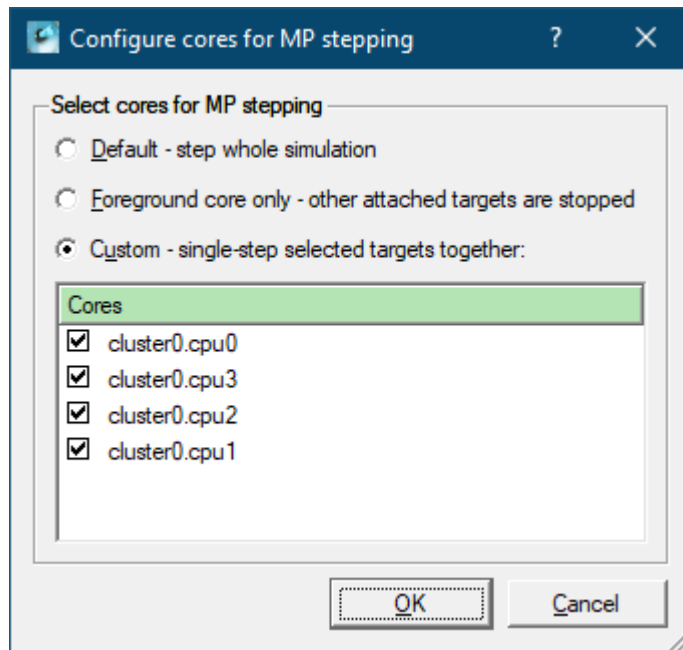 Configure cores for MP stepping
Select cores for MP stepping
Default - step whole simulation
Foreground core only - other attached targets are stopped
Custom - single-step selected targets together:
Cores
cluster0.cpu0
cluster0.cpu3
cluster0.cpu2
cluster0.cpu1
OK Cancel